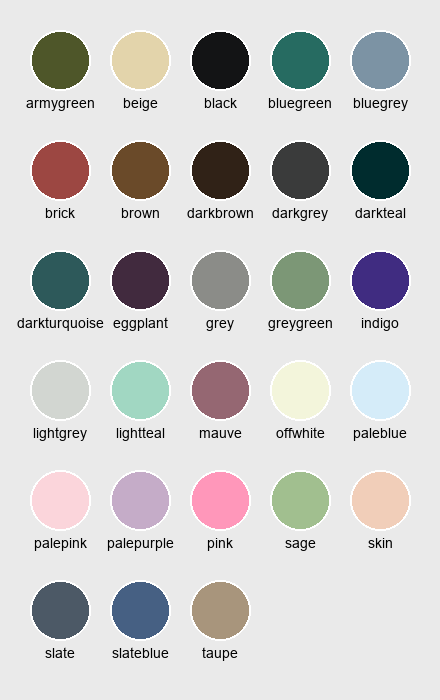 armygreen beige black bluegreen bluegrey
brick brown darkbrown darkgrey darkteal
darkturquoise eggplant grey greygreen indigo
lightgrey lightteal mauve offwhite paleblue
palepink palepurple pink sage skin
slate slateblue taupe